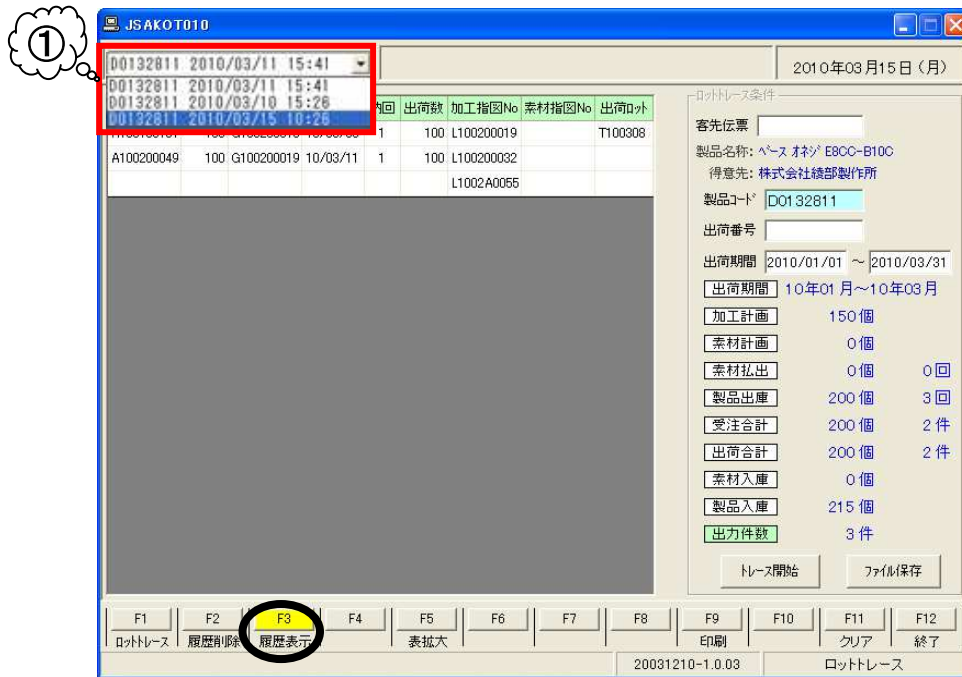 ①
JSAKOT010
D0132811 2010/03/11 15:41
2010年03月15日（月）
D0132811 2010/03/11 15:41
D0132811 2010/03/10 15:26
D0132811 2010/03/15 10:26
出荷数 加工指図No 素材指図No 出荷ロット
1 100 L100200019 T100308
A100200049 100 G100200019 10/03/11 1 100 L100200032
L1002A0055
ロットトレース条件
客先伝票
製品名称: ベース オネジ E8CC-B10C
得意先: 株式会社綾部製作所
製品コード D0132811
出荷番号
出荷期間 2010/01/01 ～ 2010/03/31
出荷期間 10年01月～10年03月
加工計画 150個
素材計画 0個
素材払出 0個 0回
製品出庫 200個 3回
受注合計 200個 2件
出荷合計 200個 2件
素材入庫 0個
製品入庫 215個
出力件数 3件
トレース開始 ファイル保存
F1 F2 F3 F4 F5 F6 F7 F8 F9 F10 F11 F12
ロットトレース 履歴削除 履歴表示 表拡大 印刷 クリア 終了
20031210-1.0.03 ロットトレース